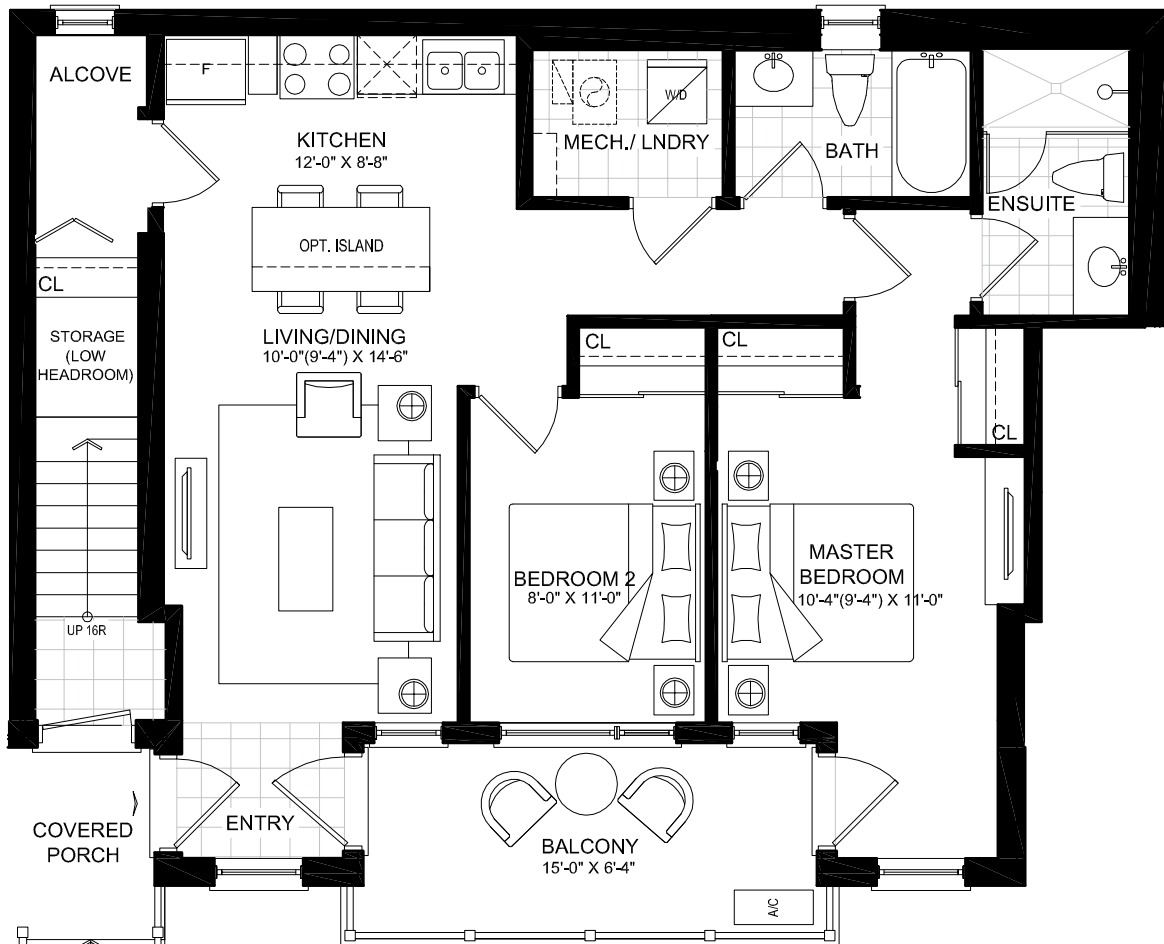 ALCOVE
F
KITCHEN
12'-0" X 8'-8"
W/D
MECH./ LNDRY
BATH
ENSUITE
OPT. ISLAND
CL
STORAGE
(LOW
HEADROOM)
LIVING/DINING
10'-0"(9'-4") X 14'-6"
CL
CL
CL
BEDROOM 2
8'-0" X 11'-0"
MASTER
BEDROOM
10'-4"(9'-4") X 11'-0"
UP 16R
ENTRY
COVERED
PORCH
BALCONY
15'-0" X 6'-4"
A/C